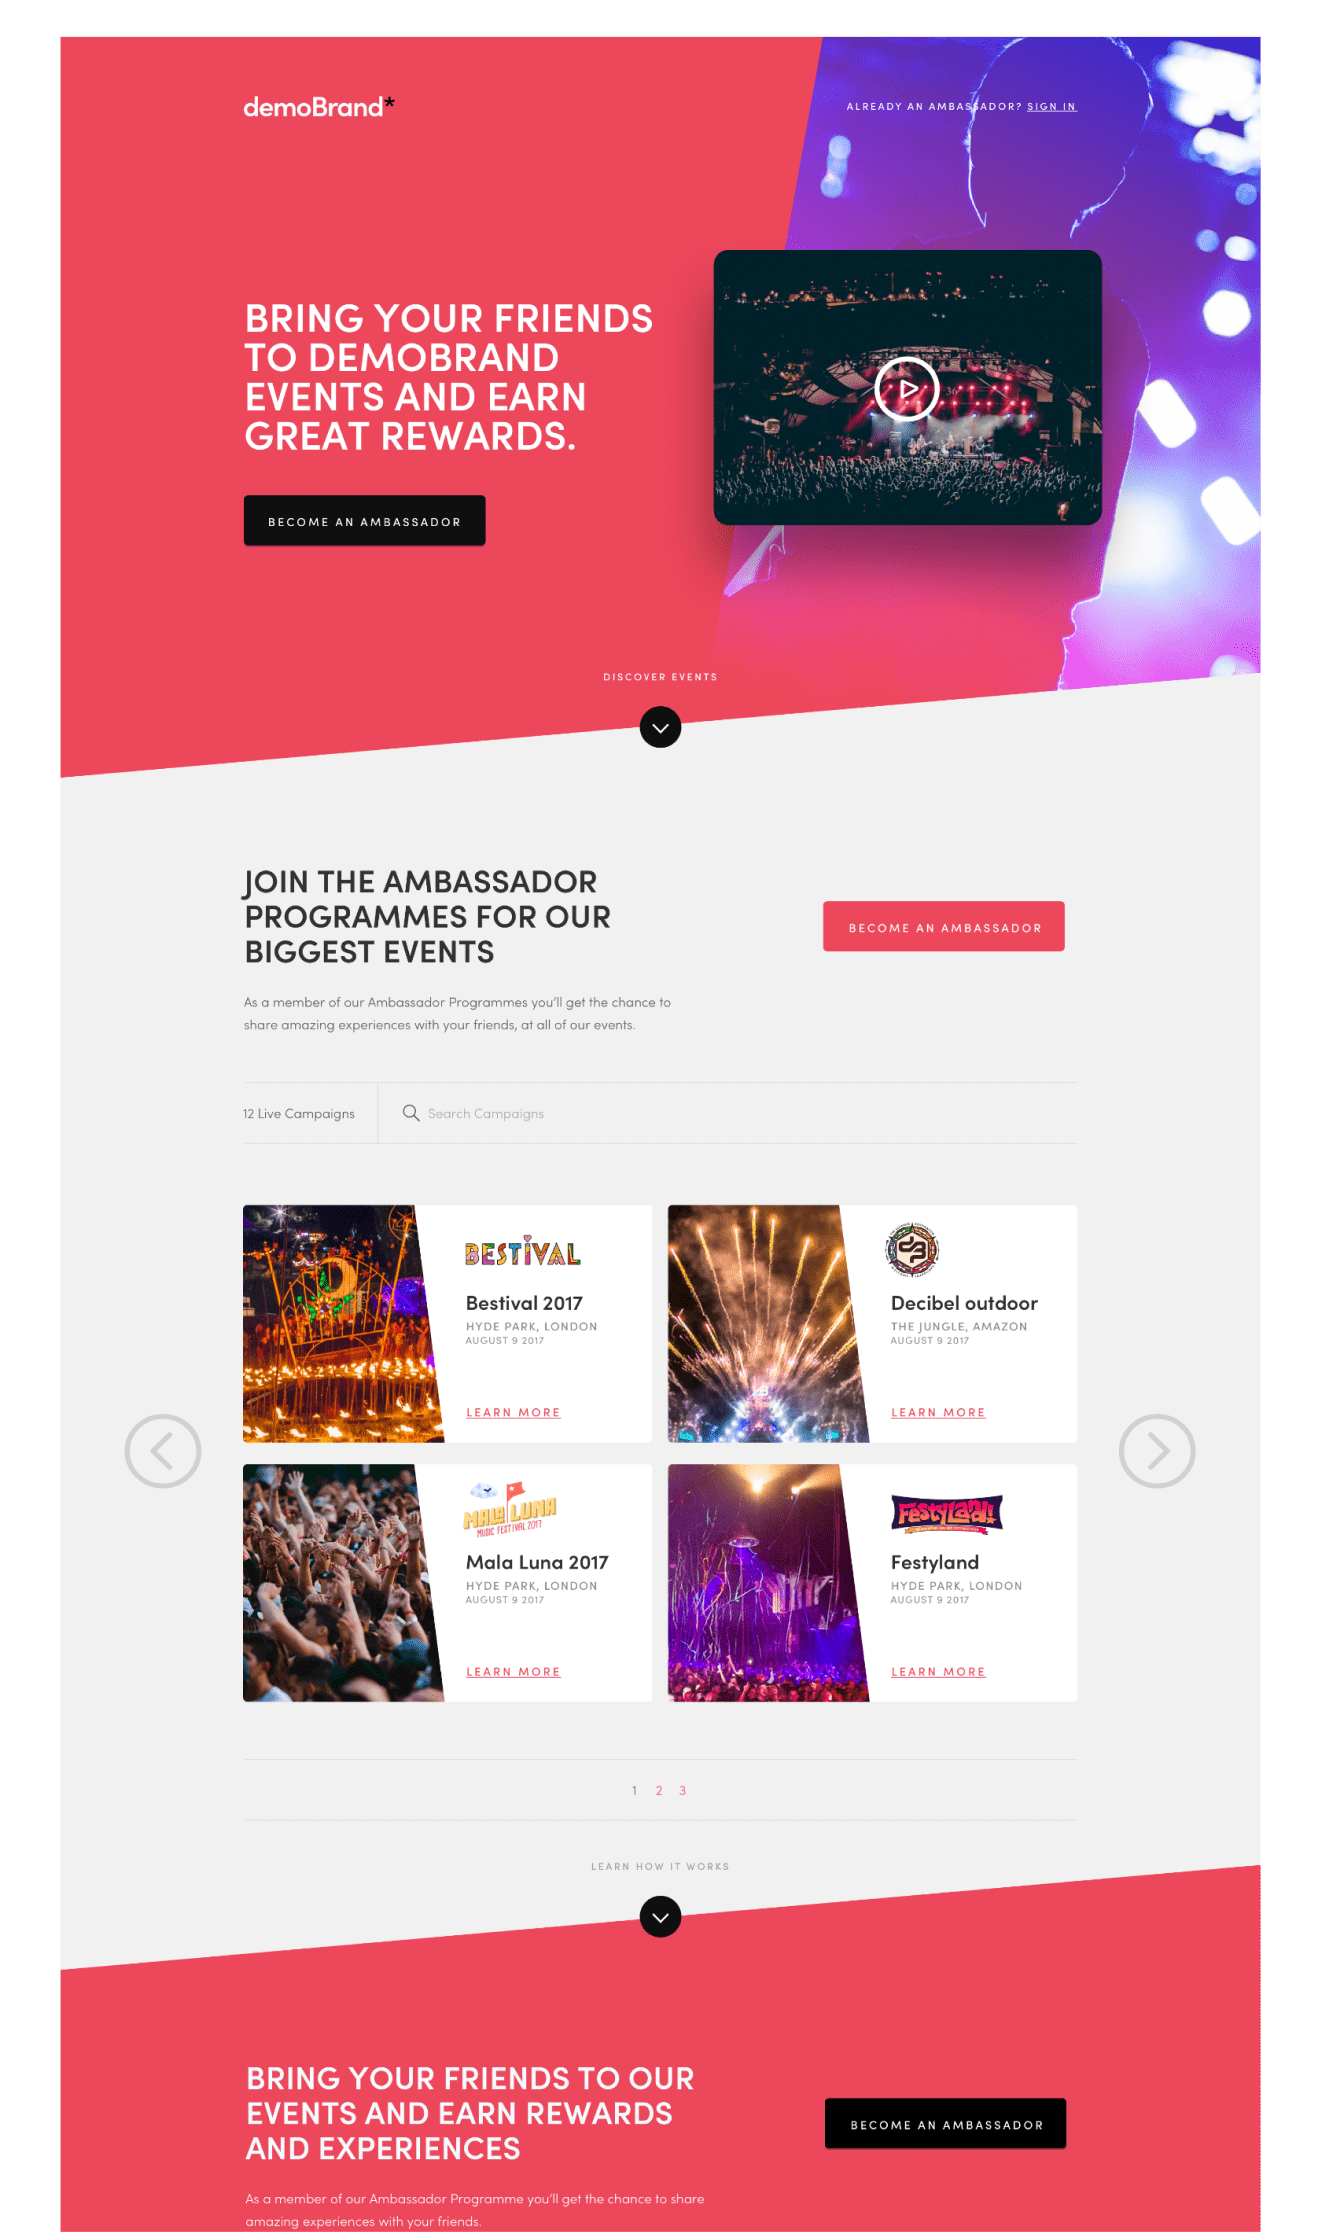 demoBrand*
ALREADY AN AMBASSADOR? SIGN IN
BRING YOUR FRIENDS
TO DEMOBRAND
EVENTS AND EARN
GREAT REWARDS.
BECOME AN AMBASSADOR
DISCOVER EVENTS
JOIN THE AMBASSADOR
PROGRAMMES FOR OUR
BIGGEST EVENTS
BECOME AN AMBASSADOR
As a member of our Ambassador Programmes you'll get the chance to
share amazing experiences with your friends, at all of our events.
12 Live Campaigns
Search Campaigns
BESTIVAL
Bestival 2017
HYDE PARK, LONDON
AUGUST 9 2017
LEARN MORE
Decibel outdoor
THE JUNGLE, AMAZON
AUGUST 9 2017
LEARN MORE
MALA LUNA
MUSIC FESTIVAL 2017
Mala Luna 2017
HYDE PARK, LONDON
AUGUST 9 2017
LEARN MORE
FESTYLAND!
Festyland
HYDE PARK, LONDON
AUGUST 9 2017
LEARN MORE
1 2 3
LEARN HOW IT WORKS
BRING YOUR FRIENDS TO OUR
EVENTS AND EARN REWARDS
AND EXPERIENCES
BECOME AN AMBASSADOR
As a member of our Ambassador Programme you'll get the chance to share
amazing experiences with your friends.